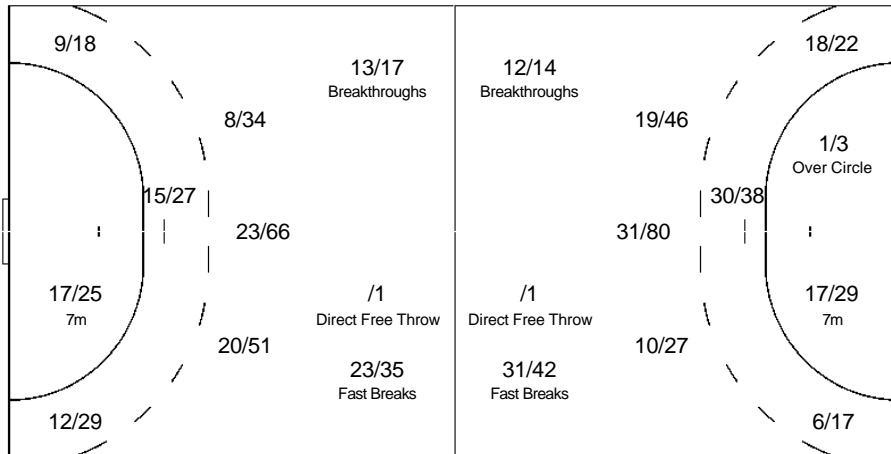 9/18
18/22
13/17
Breakthroughs
12/14
Breakthroughs
8/34
19/46
1/3
Over Circle
15/27
30/38
23/66
31/80
17/25
7m
/1
Direct Free Throw
/1
Direct Free Throw
17/29
7m
20/51
10/27
23/35
Fast Breaks
31/42
Fast Breaks
12/29
6/17